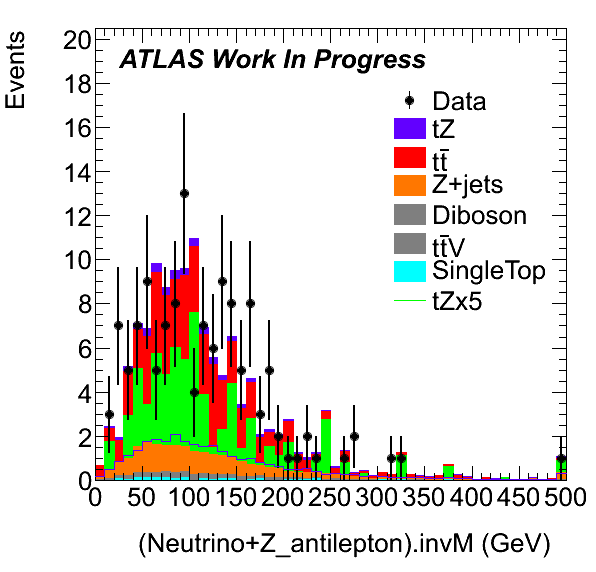 Events
20
18
16
14
12
10
8
6
4
2
0
ATLAS Work In Progress
Data
tZ
tt̄
Z+jets
Diboson
tt̄V
SingleTop
tZx5
0 50 100 150 200 250 300 350 400 450 500
(Neutrino+Z_antilepton).invM (GeV)